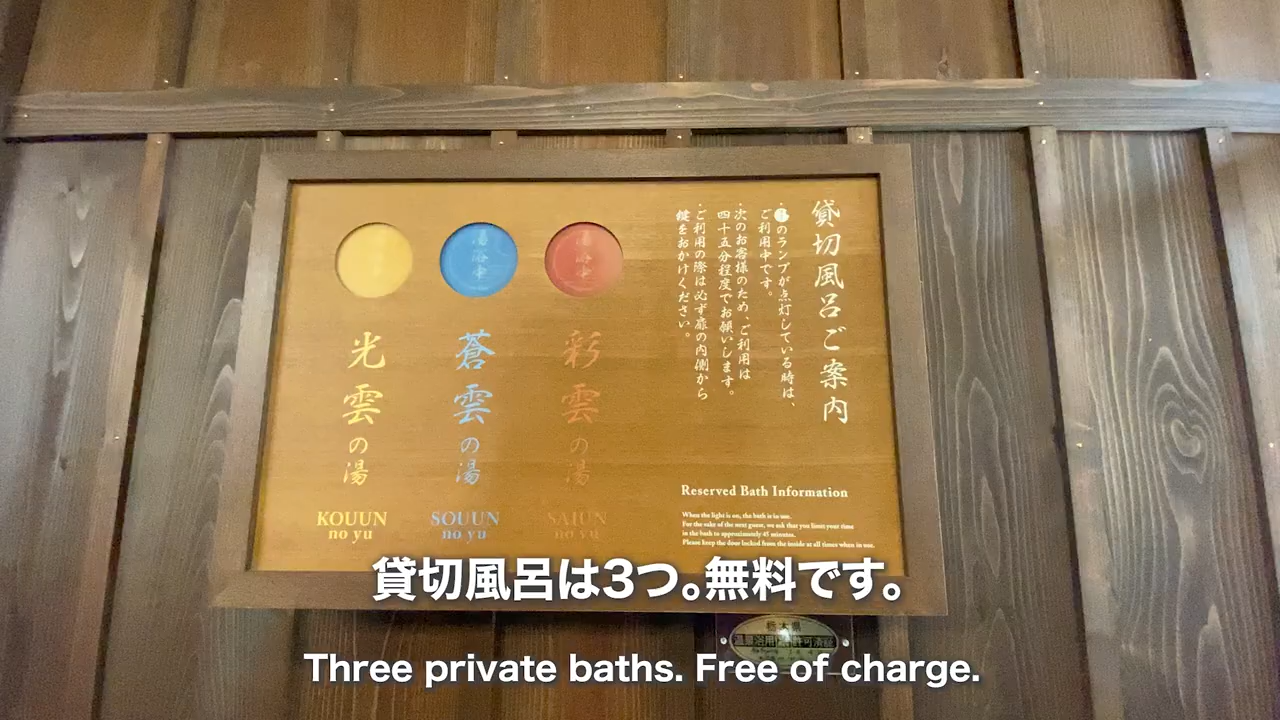 貸切風呂ご案内
のランプが点灯している時は、
ご利用中です。
・次のお客様のため、ご利用は
四十五分程度でお願いします。
・ご利用の際は必ず扉の内側から
鍵をおかけください。
湯浴中
湯浴中
彩雲の湯
蒼雲の湯
光雲の湯
KOUUN
no yu
SOUUN
no yu
SAIUN
no yu
Reserved Bath Information
When the light is on, the bath is in use.
For the sake of the next guest, we ask that you limit your time
in the bath to approximately 45 minutes.
Please keep the door locked from the inside at all times when in use.
貸切風呂は3つ。無料です。
栃木県
Three private baths. Free of charge.